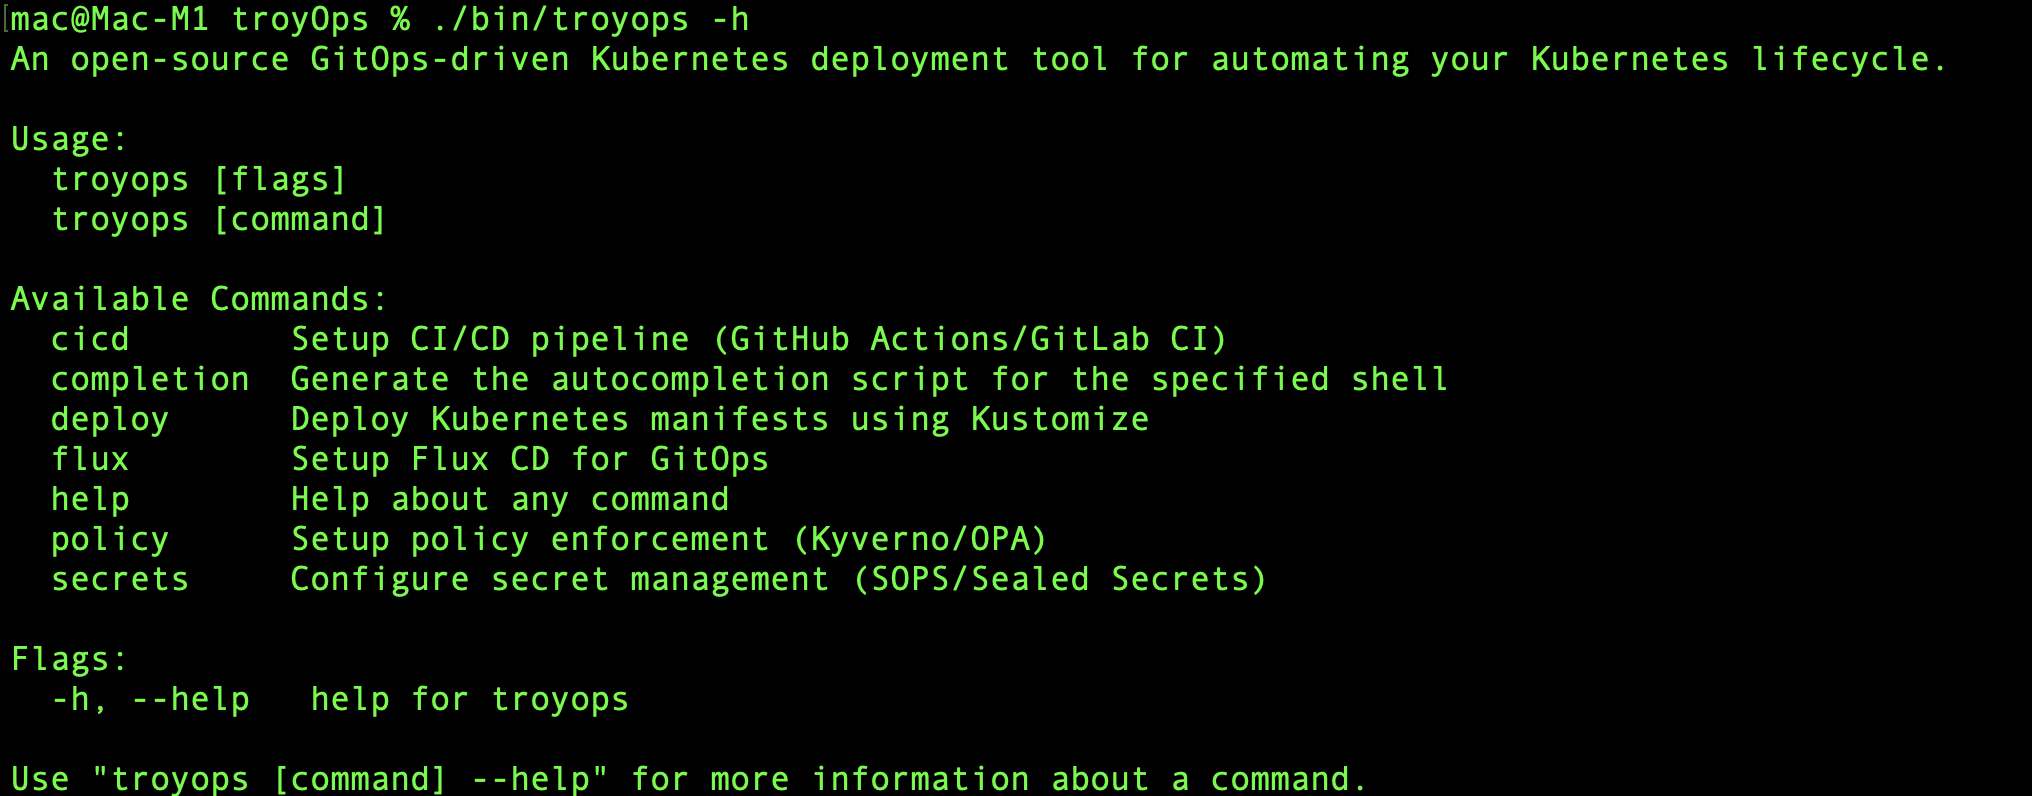 [mac@Mac-M1 troyOps % ./bin/troyops -h
An open-source GitOps-driven Kubernetes deployment tool for automating your Kubernetes lifecycle.
Usage:
troyops [flags]
troyops [command]
Available Commands:
cicd Setup CI/CD pipeline (GitHub Actions/GitLab CI)
completion Generate the autocompletion script for the specified shell
deploy Deploy Kubernetes manifests using Kustomize
flux Setup Flux CD for GitOps
help Help about any command
policy Setup policy enforcement (Kyverno/OPA)
secrets Configure secret management (SOPS/Sealed Secrets)
Flags:
-h, --help help for troyops
Use "troyops [command] --help" for more information about a command.